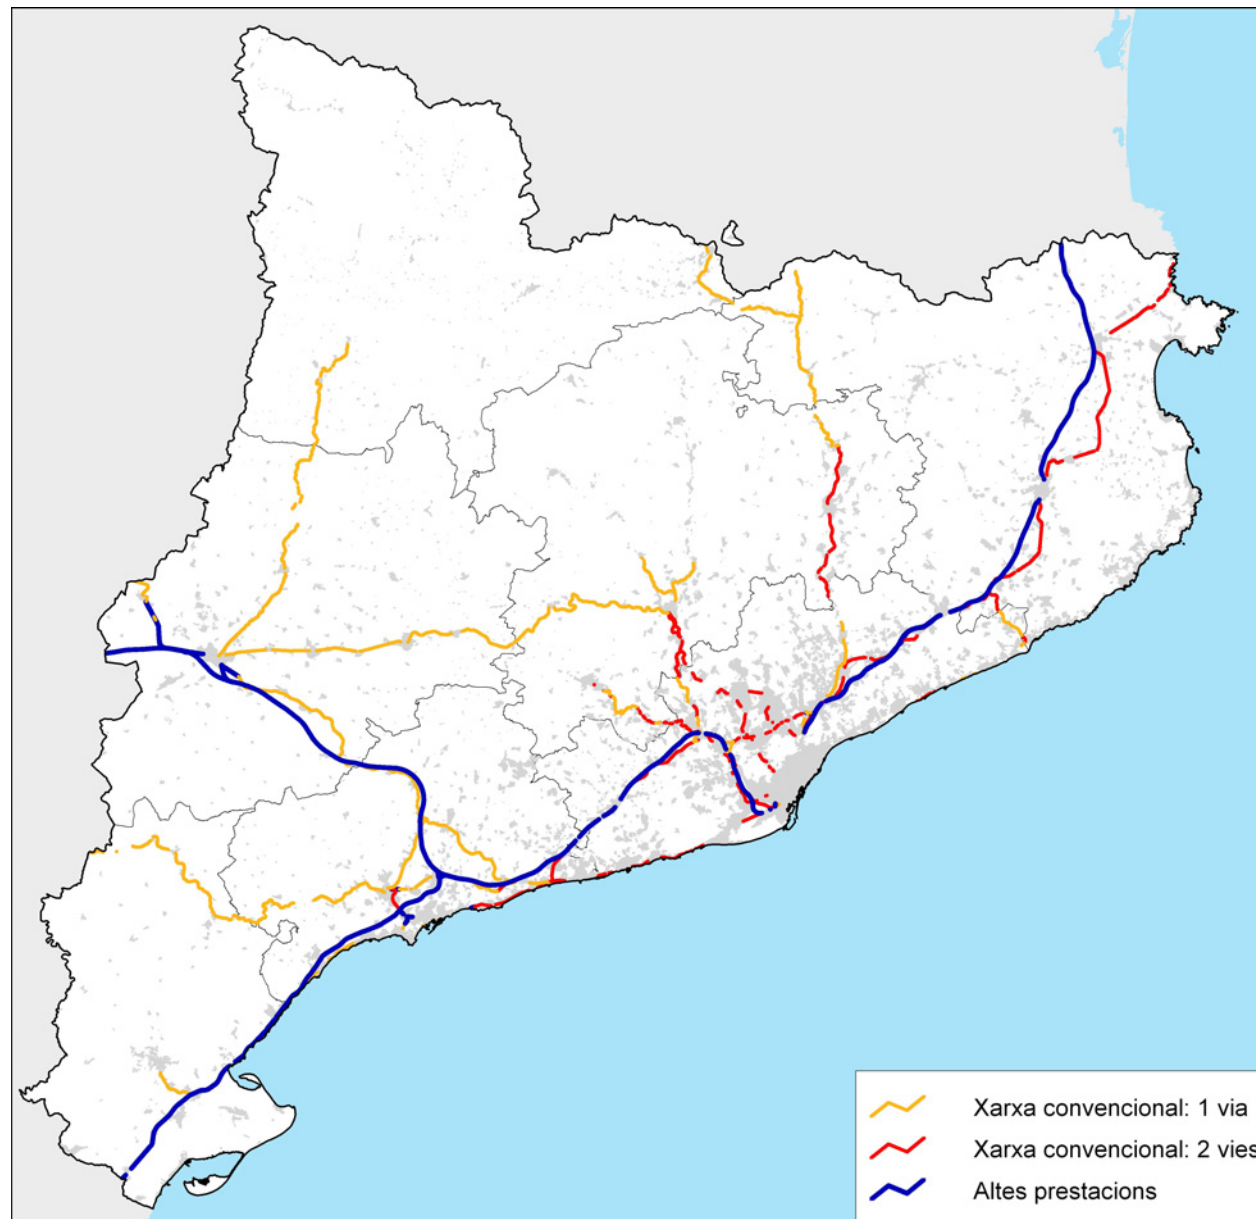 Xarxa convencional: 1 via
Xarxa convencional: 2 vies
Altes prestacions